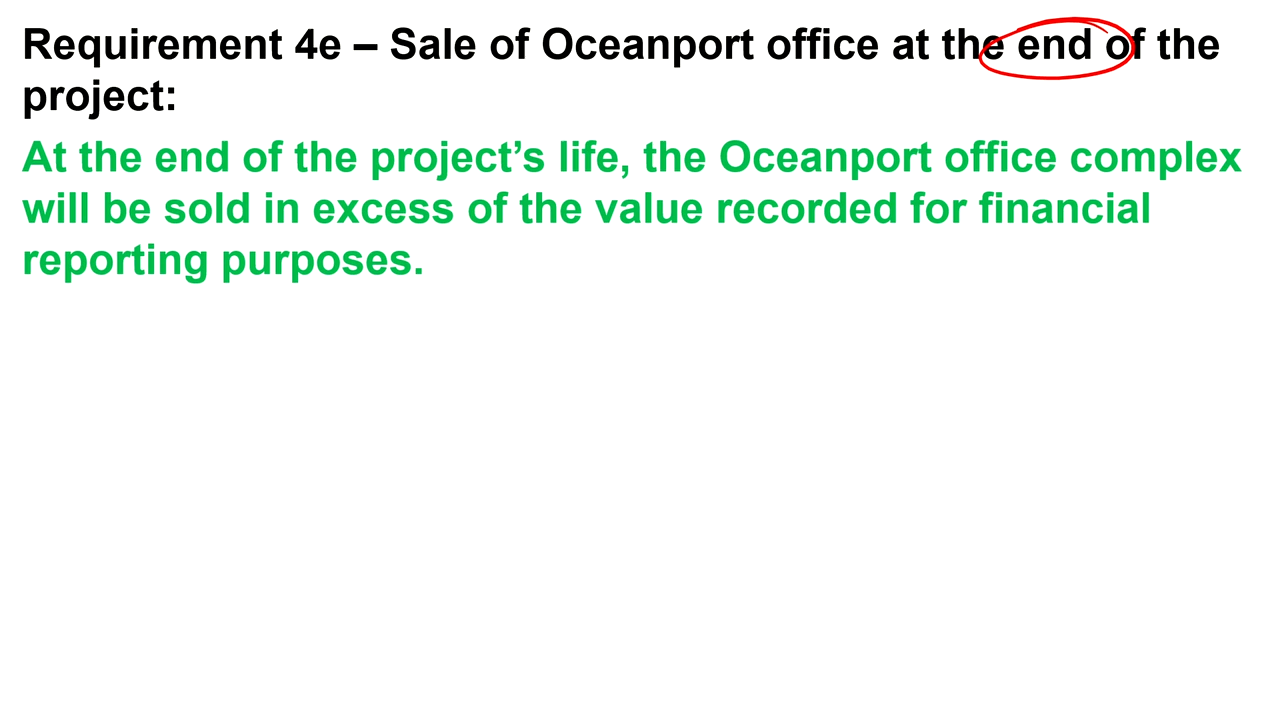 Requirement 4e – Sale of Oceanport office at the end of the
project:
At the end of the project’s life, the Oceanport office complex
will be sold in excess of the value recorded for financial
reporting purposes.